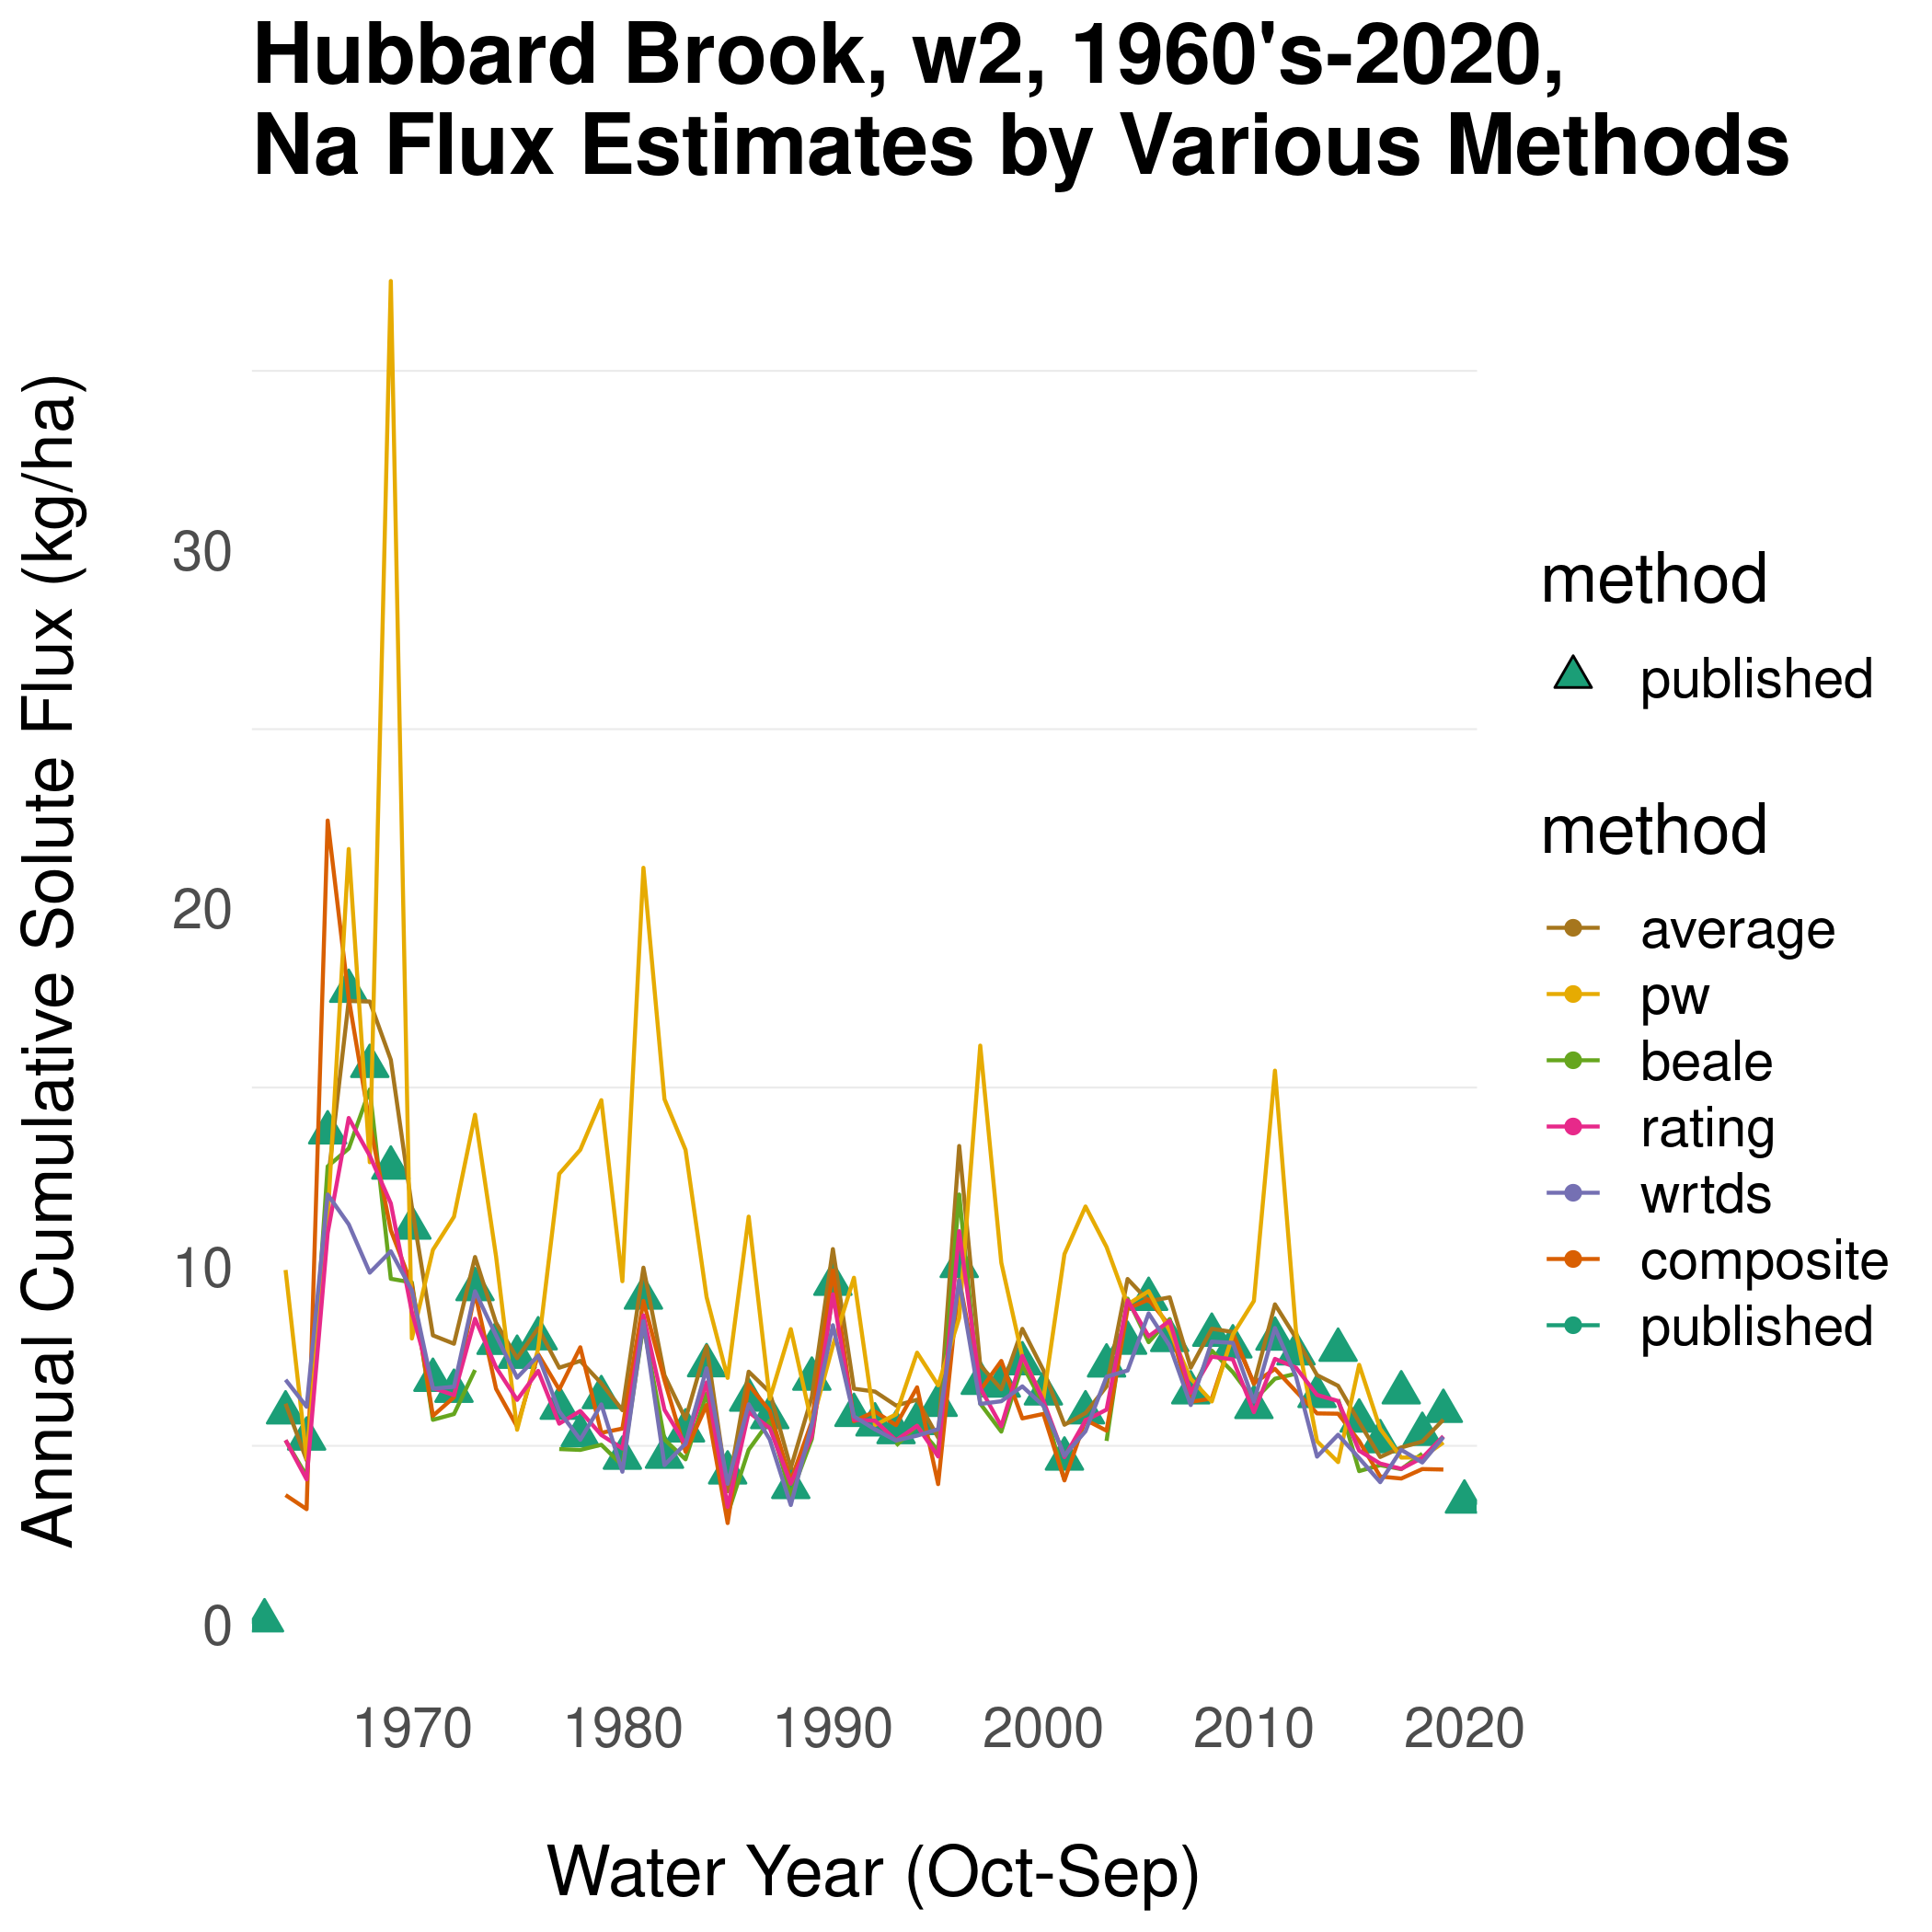 Hubbard Brook, w2, 1960's-2020,
Na Flux Estimates by Various Methods
Annual Cumulative Solute Flux (kg/ha)
30
20
10
0
1970 1980 1990 2000 2010 2020
Water Year (Oct-Sep)
method
published
method
average
pw
beale
rating
wrtds
composite
published